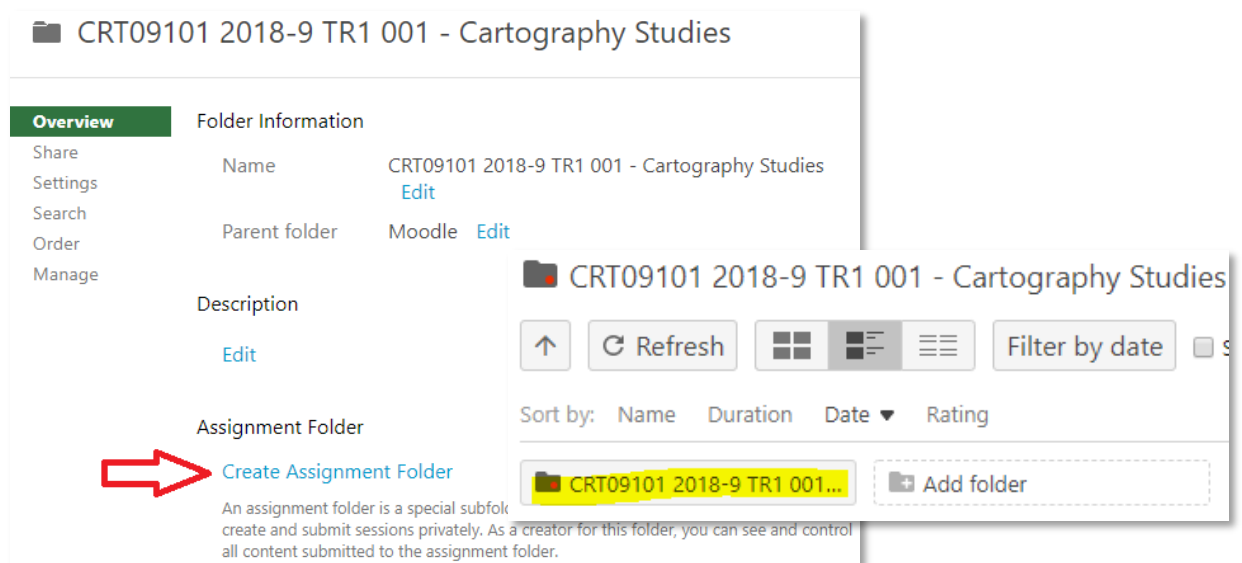 CRT09101 2018-9 TR1 001 - Cartography Studies
Overview
Share
Settings
Search
Order
Manage
Folder Information
Name CRT09101 2018-9 TR1 001 - Cartography Studies
Edit
Parent folder Moodle Edit
Description
Edit
Assignment Folder
Create Assignment Folder
An assignment folder is a special subfol
create and submit sessions privately. As a creator for this folder, you can see and control
all content submitted to the assignment folder.
CRT09101 2018-9 TR1 001 - Cartography Studies
Refresh Filter by date
Sort by: Name Duration Date Rating
CRT09101 2018-9 TR1 001... Add folder